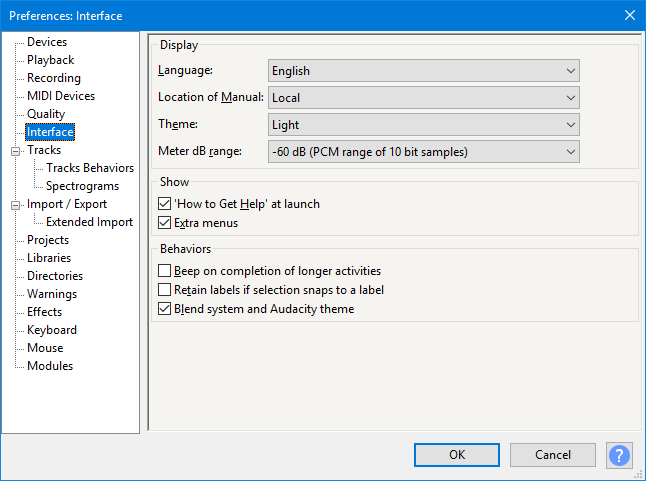 Preferences: Interface
Devices
Playback
Recording
MIDI Devices
Quality
Interface
Tracks
Tracks Behaviors
Spectrograms
Import / Export
Extended Import
Projects
Libraries
Directories
Warnings
Effects
Keyboard
Mouse
Modules
Display
Language: English
Location of Manual: Local
Theme: Light
Meter dB range: -60 dB (PCM range of 10 bit samples)
Show
'How to Get Help' at launch
Extra menus
Behaviors
Beep on completion of longer activities
Retain labels if selection snaps to a label
Blend system and Audacity theme
OK Cancel ?